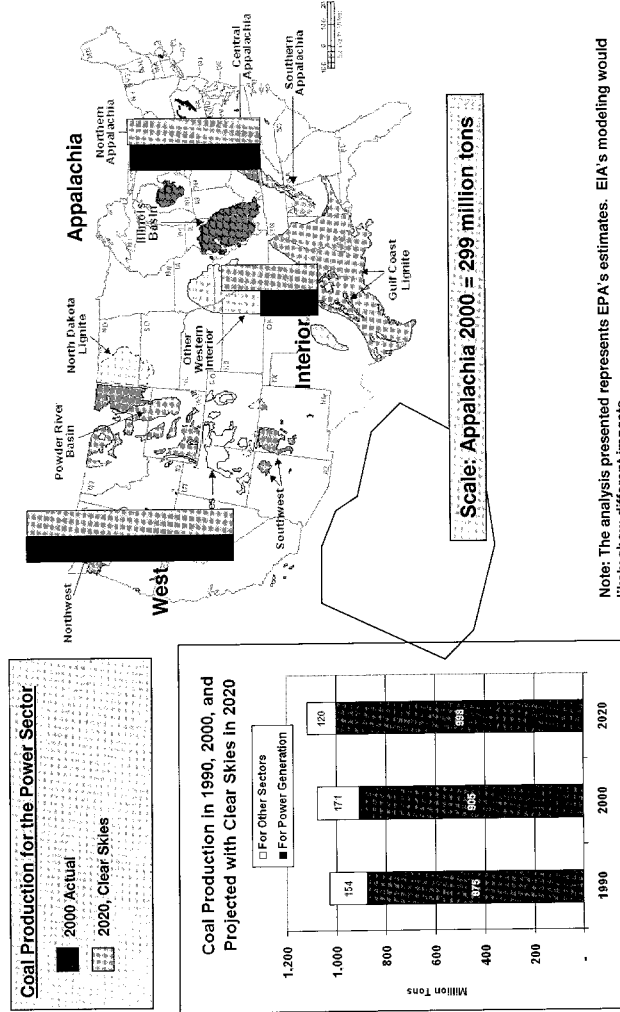 Coal Production for the Power Sector
2000 Actual
2020, Clear Skies
Northwest
West
Powder River
Basin
North Dakota
Lignite
Southwest
Other
Western
Interior
Interior
Illinois
Basin
Appalachia
Northern
Appalachia
Central
Appalachia
Southern
Appalachia
Gulf Coast
Lignite
Scale: Appalachia 2000 = 299 million tons
Coal Production in 1990, 2000, and
Projected with Clear Skies in 2020
For Other Sectors
For Power Generation
Million Tons
1,200
1,000
800
600
400
200
-
154
875
171
905
120
998
1990
2000
2020
Note: The analysis presented represents EPA's estimates. EIA's modeling would